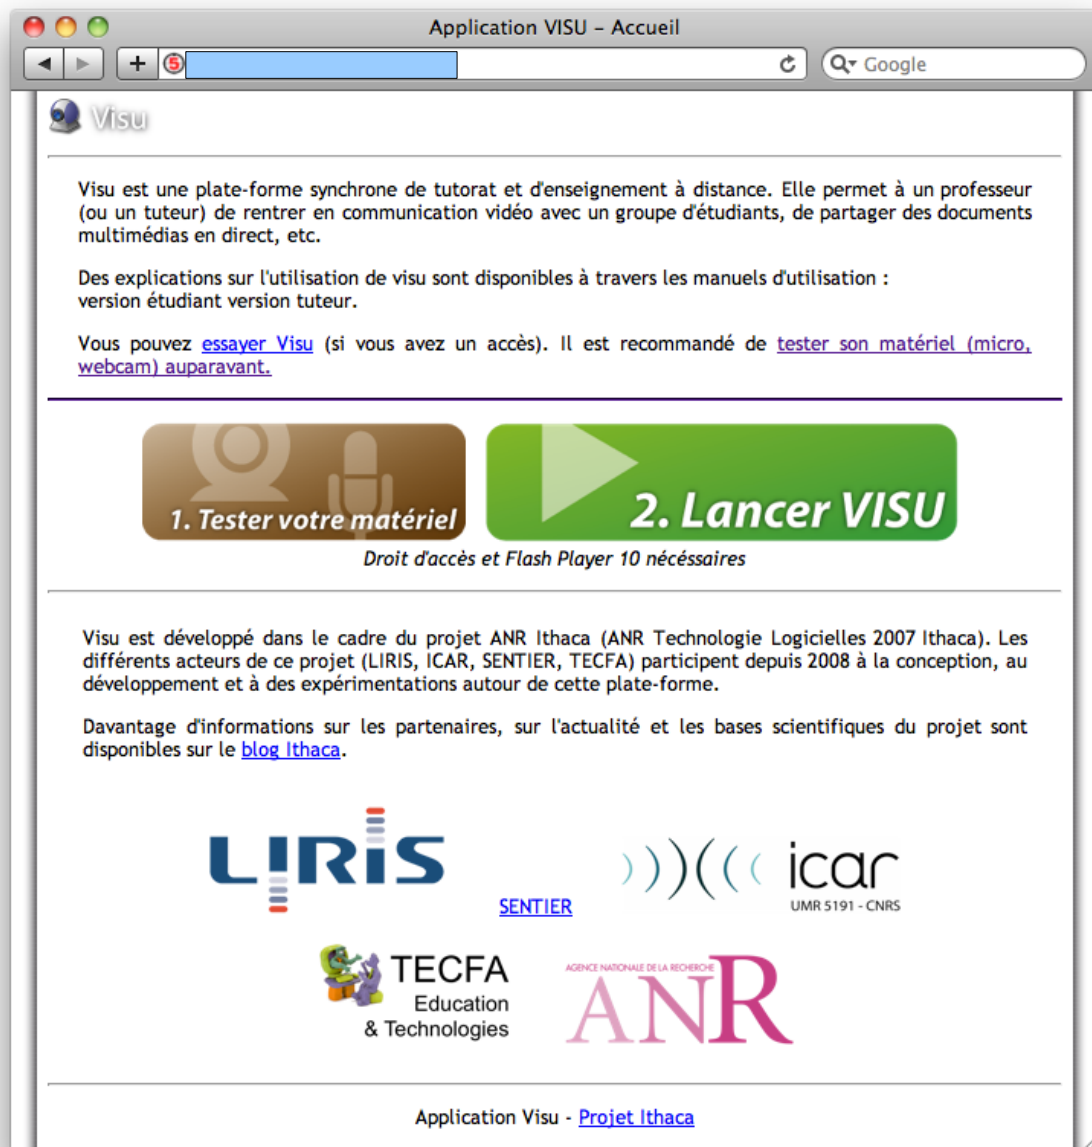 Application VISU – Accueil
5
Google
Visu
Visu est une plate-forme synchrone de tutorat et d'enseignement à distance. Elle permet à un professeur
(ou un tuteur) de rentrer en communication vidéo avec un groupe d'étudiants, de partager des documents
multimédias en direct, etc.
Des explications sur l'utilisation de visu sont disponibles à travers les manuels d'utilisation :
version étudiant version tuteur.
Vous pouvez essayer Visu (si vous avez un accès). Il est recommandé de tester son matériel (micro,
webcam) auparavant.
1. Tester votre matériel
2. Lancer VISU
Droit d'accès et Flash Player 10 nécéssaires
Visu est développé dans le cadre du projet ANR Ithaca (ANR Technologie Logicielles 2007 Ithaca). Les
différents acteurs de ce projet (LIRIS, ICAR, SENTIER, TECFA) participent depuis 2008 à la conception, au
développement et à des expérimentations autour de cette plate-forme.
Davantage d'informations sur les partenaires, sur l'actualité et les bases scientifiques du projet sont
disponibles sur le blog Ithaca.
LIRIS
SENTIER
icar
UMR 5191 - CNRS
TECFA
Education
& Technologies
AGENCE NATIONALE DE LA RECHERCHE
ANR
Application Visu - Projet Ithaca